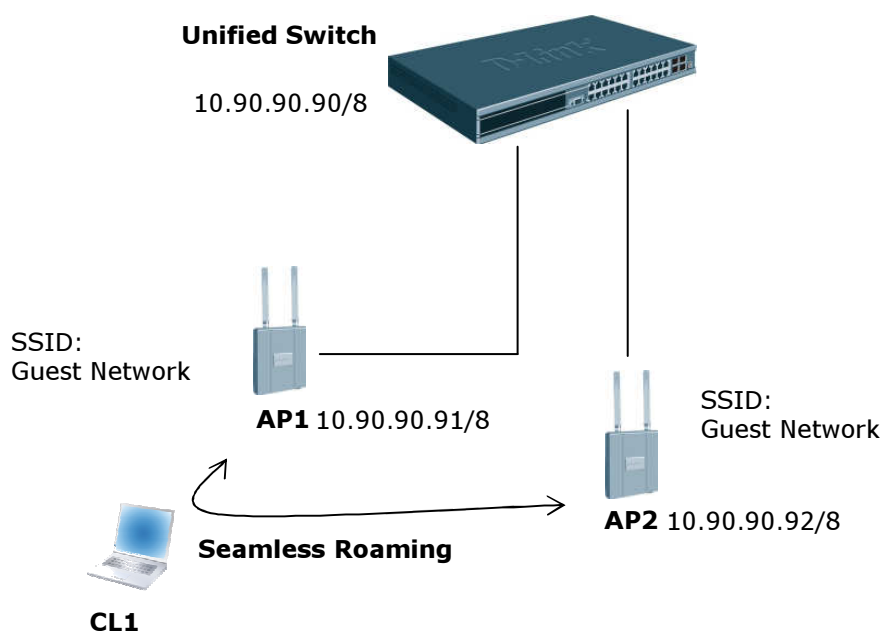 Unified Switch
10.90.90.90/8
D-Link
SSID:
Guest Network
AP1 10.90.90.91/8
SSID:
Guest Network
AP2 10.90.90.92/8
Seamless Roaming
CL1